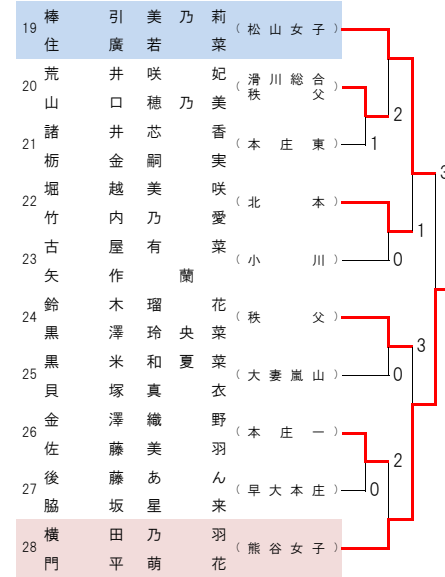 19 棒引美乃莉 (松山女子)
住廣若菜
20 荒井咲妃 (滑川総合
秩父)
山口穂乃美
2
21 諸井芯香 (本庄東) 1
栃金嗣実
3
22 堀越美咲 (北本)
竹内乃愛
1
23 古屋有菜 (小川) 0
矢作蘭
24 鈴木瑠花 (秩父)
黒澤玲央菜
3
25 黒米和夏菜 (大妻嵐山) 0
貝塚真衣
26 金澤織野 (本庄一)
佐藤美羽
2
27 後藤あん (早大本庄) 0
脇坂星来
28 横田乃羽 (熊谷女子)
門平萌花